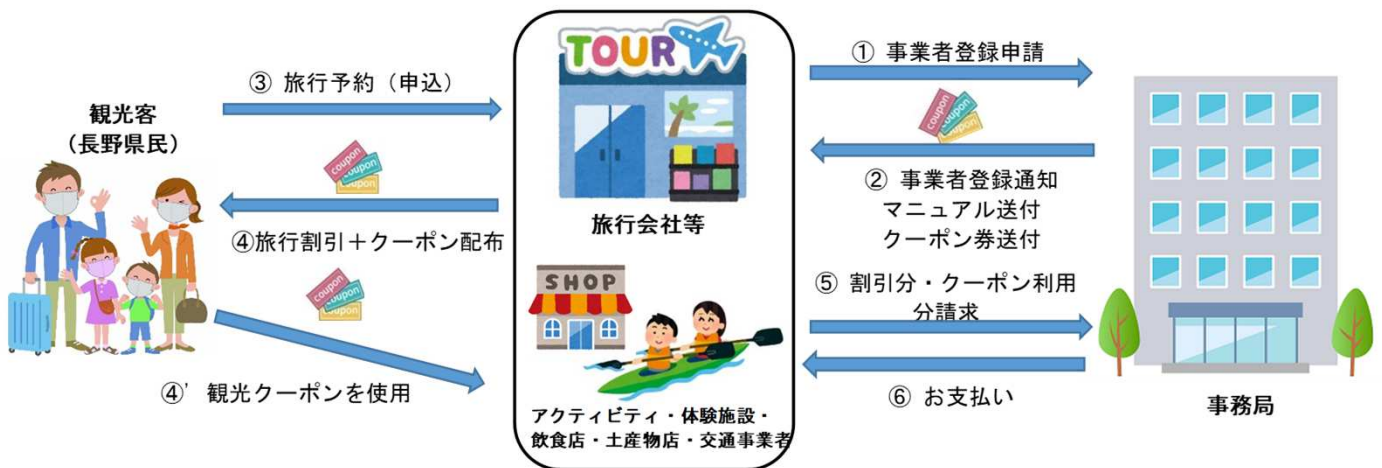 TOUR
① 事業者登録申請
③ 旅行予約（申込）
観光客
（長野県民）
coupon
coupon
coupon
coupon
coupon
coupon
② 事業者登録通知
マニュアル送付
クーポン券送付
旅行会社等
④旅行割引＋クーポン配布
SHOP
coupon
coupon
coupon
⑤ 割引分・クーポン利用
分請求
④’ 観光クーポンを使用
⑥ お支払い
事務局
アクティビティ・体験施設・
飲食店・土産物店・交通事業者